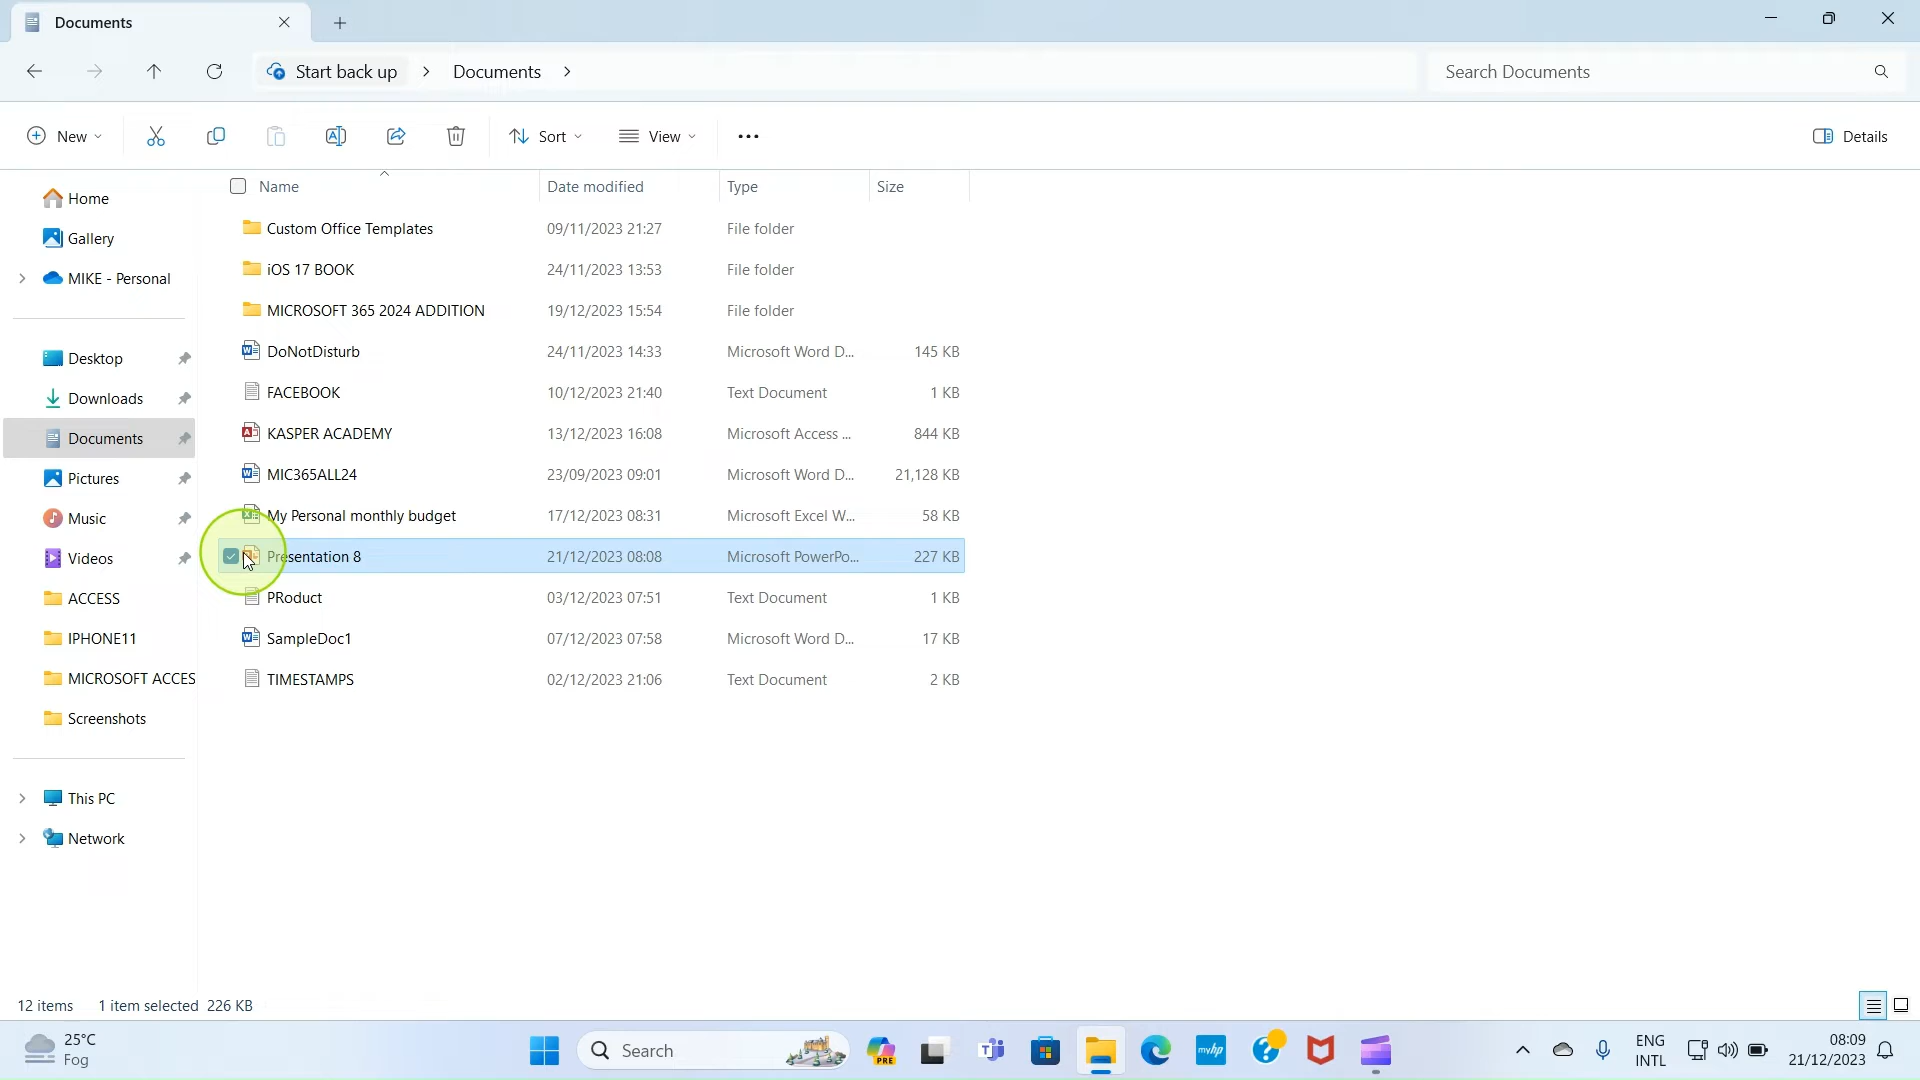 Documents
Start back up > Documents >
Search Documents
New
Sort
View
Details
Name
Date modified
Type
Size
Home
Gallery
MIKE - Personal
Desktop
Downloads
Documents
Pictures
Music
Videos
ACCESS
IPHONE11
MICROSOFT ACCES
Screenshots
This PC
Network
Custom Office Templates 09/11/2023 21:27 File folder
iOS 17 BOOK 24/11/2023 13:53 File folder
MICROSOFT 365 2024 ADDITION 19/12/2023 15:54 File folder
DoNotDisturb 24/11/2023 14:33 Microsoft Word D... 145 KB
FACEBOOK 10/12/2023 21:40 Text Document 1 KB
KASPER ACADEMY 13/12/2023 16:08 Microsoft Access ... 844 KB
MIC365ALL24 23/09/2023 09:01 Microsoft Word D... 21,128 KB
My Personal monthly budget 17/12/2023 08:31 Microsoft Excel W... 58 KB
Presentation 8 21/12/2023 08:08 Microsoft PowerPo... 227 KB
PRoduct 03/12/2023 07:51 Text Document 1 KB
SampleDoc1 07/12/2023 07:58 Microsoft Word D... 17 KB
TIMESTAMPS 02/12/2023 21:06 Text Document 2 KB
12 items 1 item selected 226 KB
25°C
Fog
Search
PRE
myhp
ENG
INTL
08:09
21/12/2023